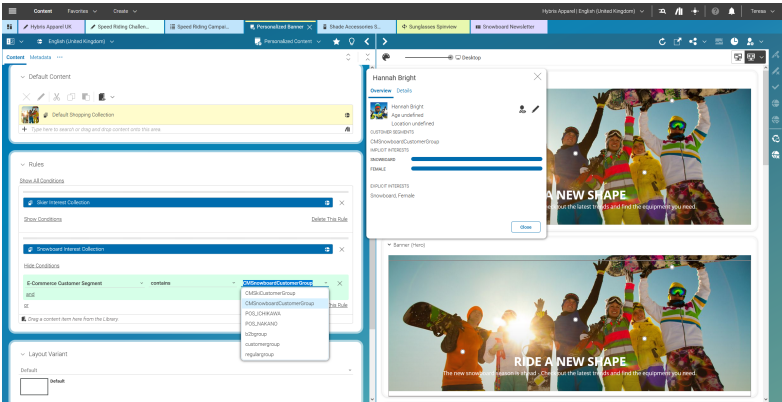 Content Favorites Create Hybris Apparel | English (United Kingdom) Teresa
Hybris Apparel UK Speed Riding Challen... Speed Riding Campai... Personalized Banner Shade Accessories S... Sunglasses Spinview Snowboard Newsletter
English (United Kingdom) Personalized Content
Content Metadata
Desktop
Default Content
Default Shopping Collection
Type here to search or drag and drop content onto this area
Rules
Show All Conditions
Skier Interest Collection
Show Conditions Delete This Rule
Snowboard Interest Collection
Hide Conditions
E-Commerce Customer Segment contains CMSnowboardCustomerGroup
and
or
his Rule
Drag a content item here from the Library
CMSkiCustomerGroup
CMSnowboardCustomerGroup
POS_ICHIKAWA
POS_NAKANO
b2bgroup
customergroup
regulargroup
Layout Variant
Default
Default
Hannah Bright
Overview Details
Hannah Bright
Age undefined
Location undefined
CUSTOMER SEGMENTS
CMSnowboardCustomerGroup
IMPLICIT INTERESTS
SNOWBOARD
FEMALE
EXPLICIT INTERESTS
Snowboard, Female
Close
A NEW SHAPE
out the latest trends and find the equipment you need.
Banner (Hero)
RIDE A NEW SHAPE
The new snowboard season is ahead - Check out the latest trends and find the equipment you need.